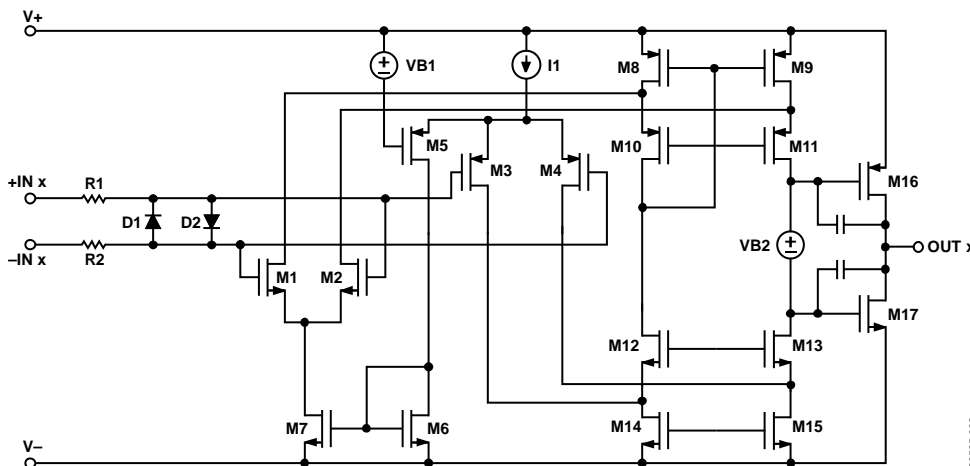 V+
VB1
I1
M8
M9
M5
M10
M11
+IN x
R1
M3
M4
M16
D1
D2
VB2
OUT x
–IN x
R2
M1
M2
M17
M12
M13
M7
M6
M14
M15
V–